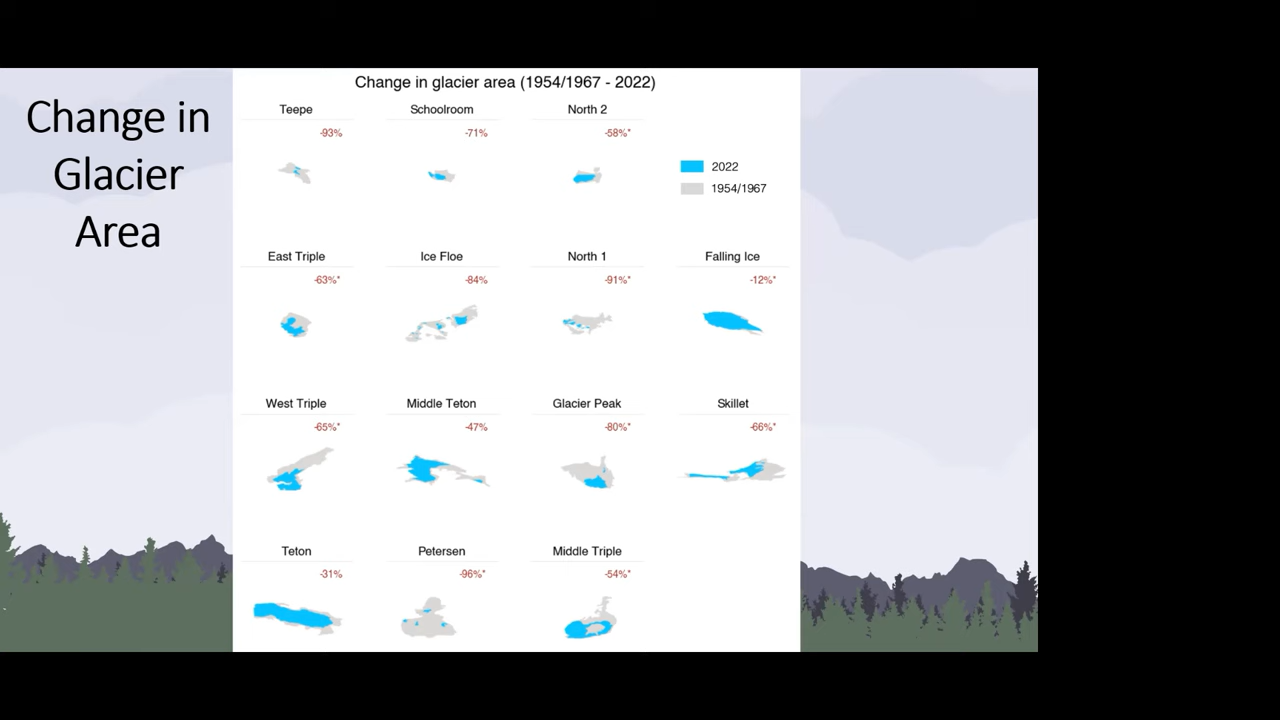 Change in
Glacier
Area
Change in glacier area (1954/1967 - 2022)
Teepe
-93%
Schoolroom
-71%
North 2
-58%*
2022
1954/1967
East Triple
-63%*
Ice Floe
-84%
North 1
-91%*
Falling Ice
-12%*
West Triple
-65%*
Middle Teton
-47%
Glacier Peak
-80%*
Skillet
-66%*
Teton
-31%
Petersen
-96%*
Middle Triple
-54%*